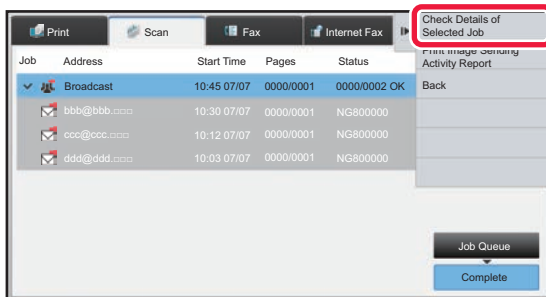 Print
Scan
Fax
Internet Fax
Check Details of
Selected Job
Print Image Sending
Activity Report
Back
Job Address Start Time Pages Status
Broadcast 10:45 07/07 0000/0001 0000/0002 OK
bbb@bbb.□□□ 10:30 07/07 0000/0001 NG800000
ccc@ccc.□□□ 10:12 07/07 0000/0001 NG800000
ddd@ddd.□□□ 10:03 07/07 0000/0001 NG800000
Job Queue
Complete